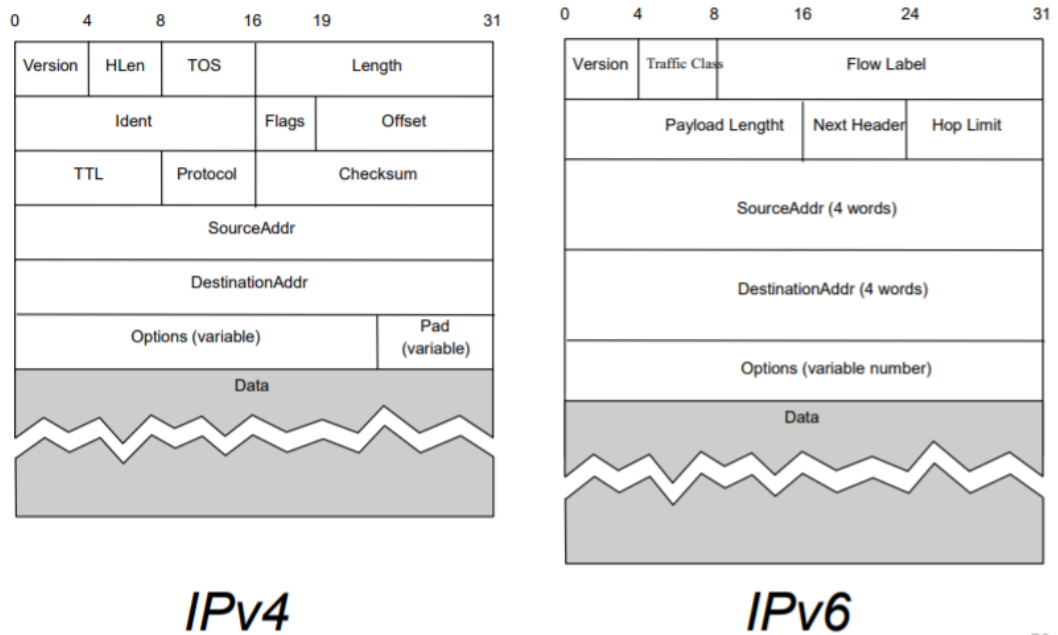 0 4 8 16 19 31
Version HLen TOS Length
Ident Flags Offset
TTL Protocol Checksum
SourceAddr
DestinationAddr
Options (variable) Pad
(variable)
Data
IPv4
0 4 8 16 24 31
Version Traffic Class Flow Label
Payload Lengtht Next Header Hop Limit
SourceAddr (4 words)
DestinationAddr (4 words)
Options (variable number)
Data
IPv6